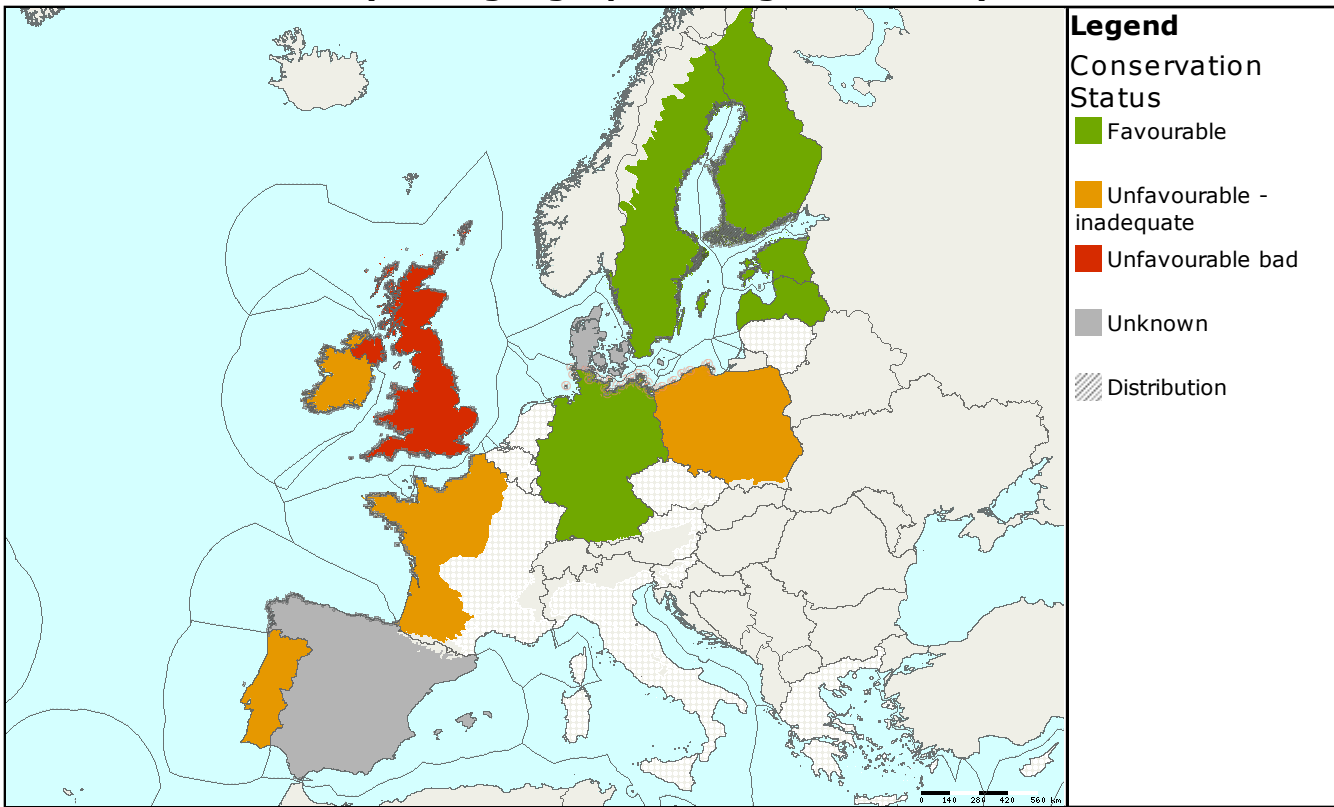 Legend
Conservation
Status
Favourable
Unfavourable -
inadequate
Unfavourable bad
Unknown
Distribution
0 140 280 420 560 km